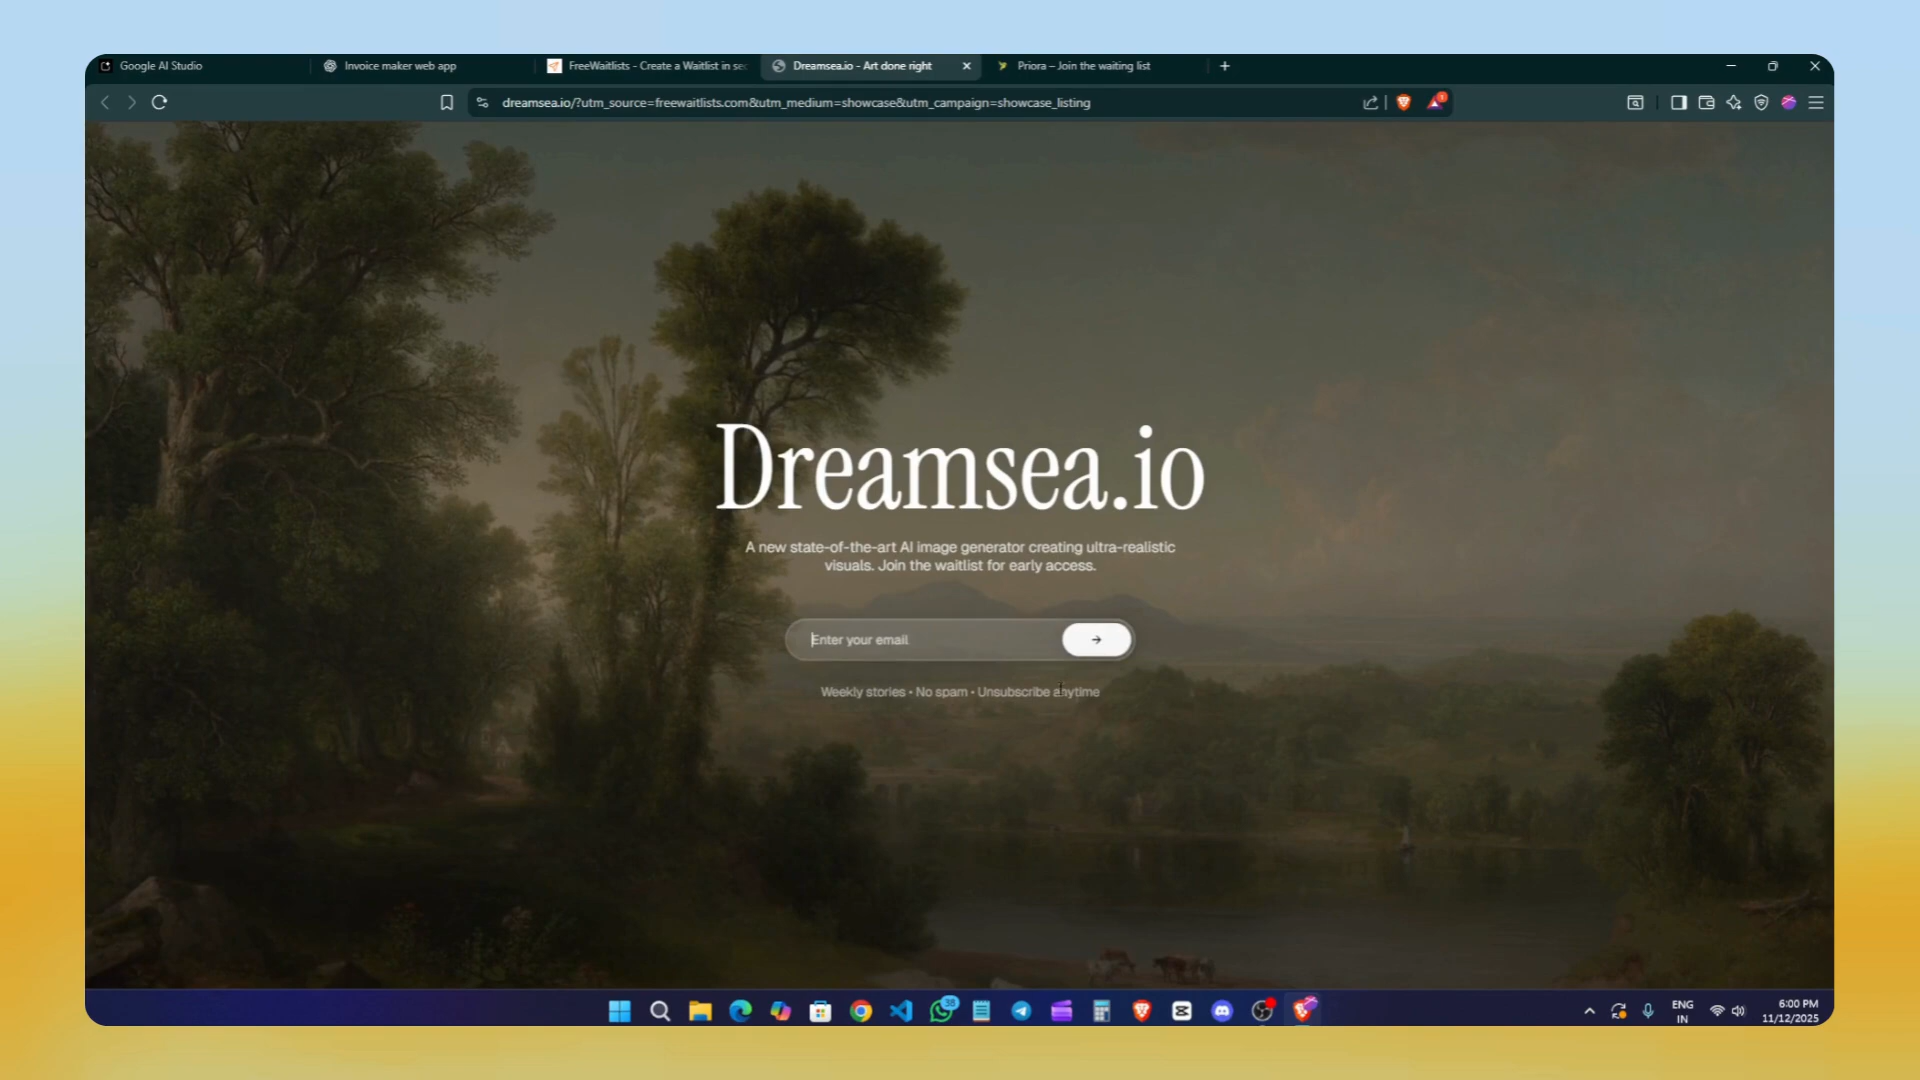 Google AI Studio
Invoice maker web app
FreeWaitlists - Create a Waitlist in sec
Dreamsea.io - Art done right
Priora – Join the waiting list
dreamsea.io/?utm_source=freewaitlists.com&utm_medium=showcase&utm_campaign=showcase_listing
1
Dreamsea.io
A new state-of-the-art AI image generator creating ultra-realistic
visuals. Join the waitlist for early access.
Enter your email
Weekly stories • No spam • Unsubscribe anytime
38
ENG
IN
6:00 PM
11/12/2025